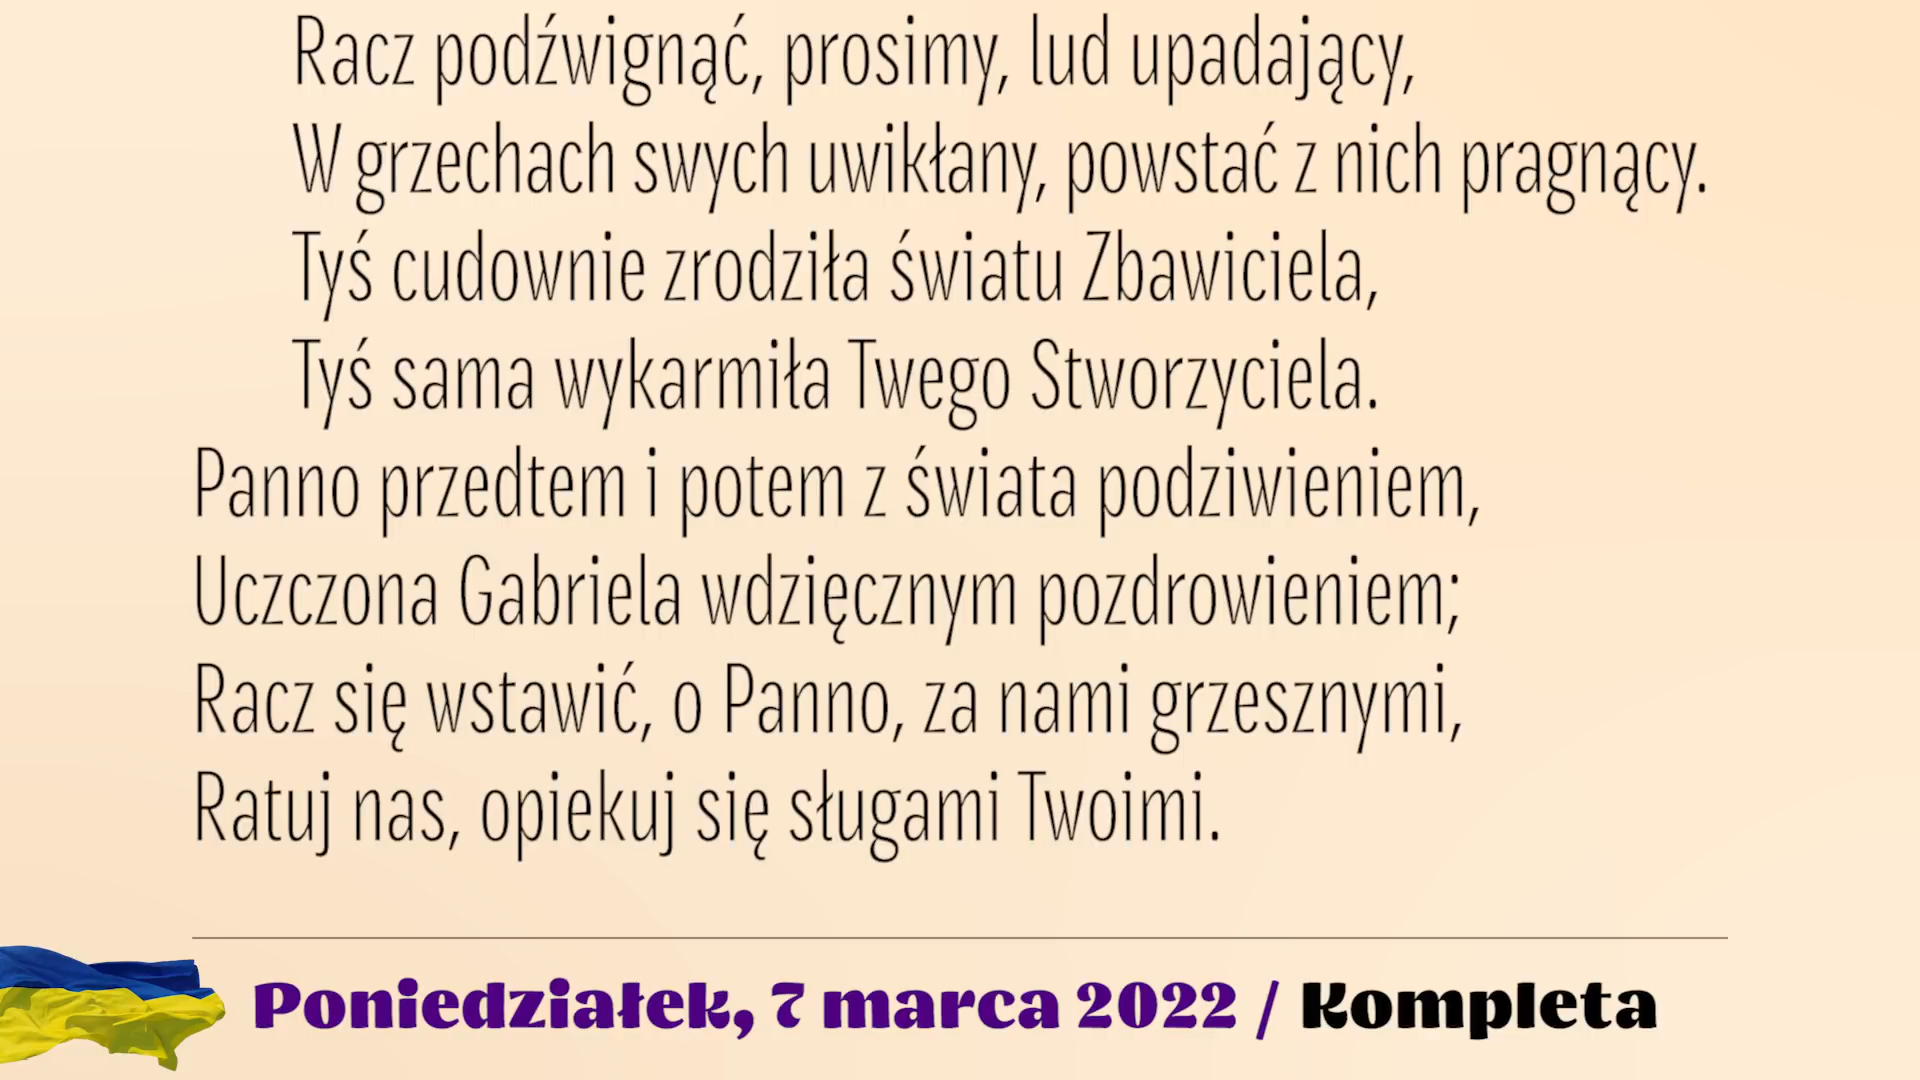 Racz podźwignąć, prosimy, lud upadający,
W grzechach swych uwikłany, powstać z nich pragnący.
Tyś cudownie zrodziła światu Zbawiciela,
Tyś sama wykarmiła Twego Stworzyciela.
Panno przedtem i potem z świata podziwieniem,
Uczczona Gabriela wdzięcznym pozdrowieniem;
Racz się wstawić, o Panno, za nami grzesznymi,
Ratuj nas, opiekuj się sługami Twoimi.
Poniedziałek, 7 marca 2022 / Kompleta